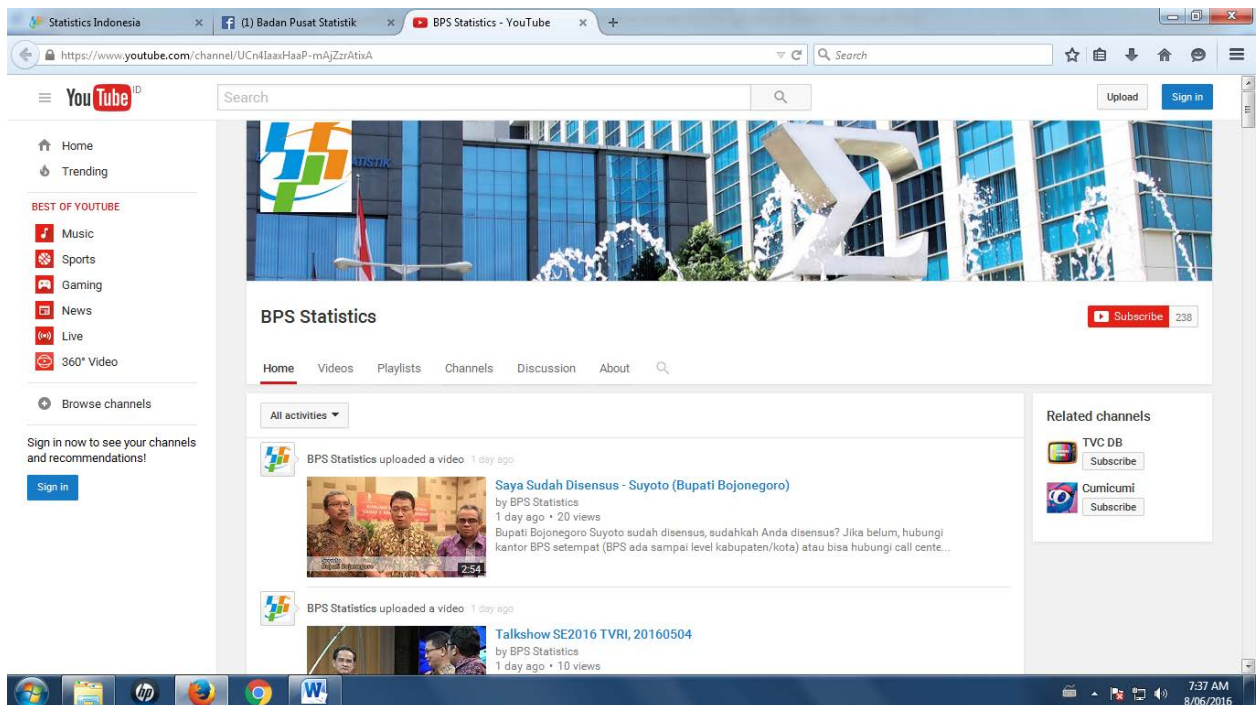 Statistics Indonesia
(1) Badan Pusat Statistik
BPS Statistics - YouTube
https://www.youtube.com/channel/UCn4IaaxHaaP-mAjZzrAtixA
Search
YouTube ID
Search
Upload
Sign in
Home
Trending
BEST OF YOUTUBE
Music
Sports
Gaming
News
Live
360° Video
Browse channels
Sign in now to see your channels
and recommendations!
Sign in
BPS Statistics
Subscribe 238
Home Videos Playlists Channels Discussion About
All activities
BPS Statistics uploaded a video 1 day ago
Saya Sudah Disensus - Suyoto (Bupati Bojonegoro)
by BPS Statistics
1 day ago • 20 views
Bupati Bojonegoro Suyoto sudah disensus, sudahkah Anda disensus? Jika belum, hubungi
kantor BPS setempat (BPS ada sampai level kabupaten/kota) atau bisa hubungi call cente...
2:54
BPS Statistics uploaded a video 1 day ago
Talkshow SE2016 TVRI, 20160504
by BPS Statistics
1 day ago • 10 views
Related channels
TVC DB
Subscribe
Cumicumi
Subscribe
hp
7:37 AM
8/06/2016